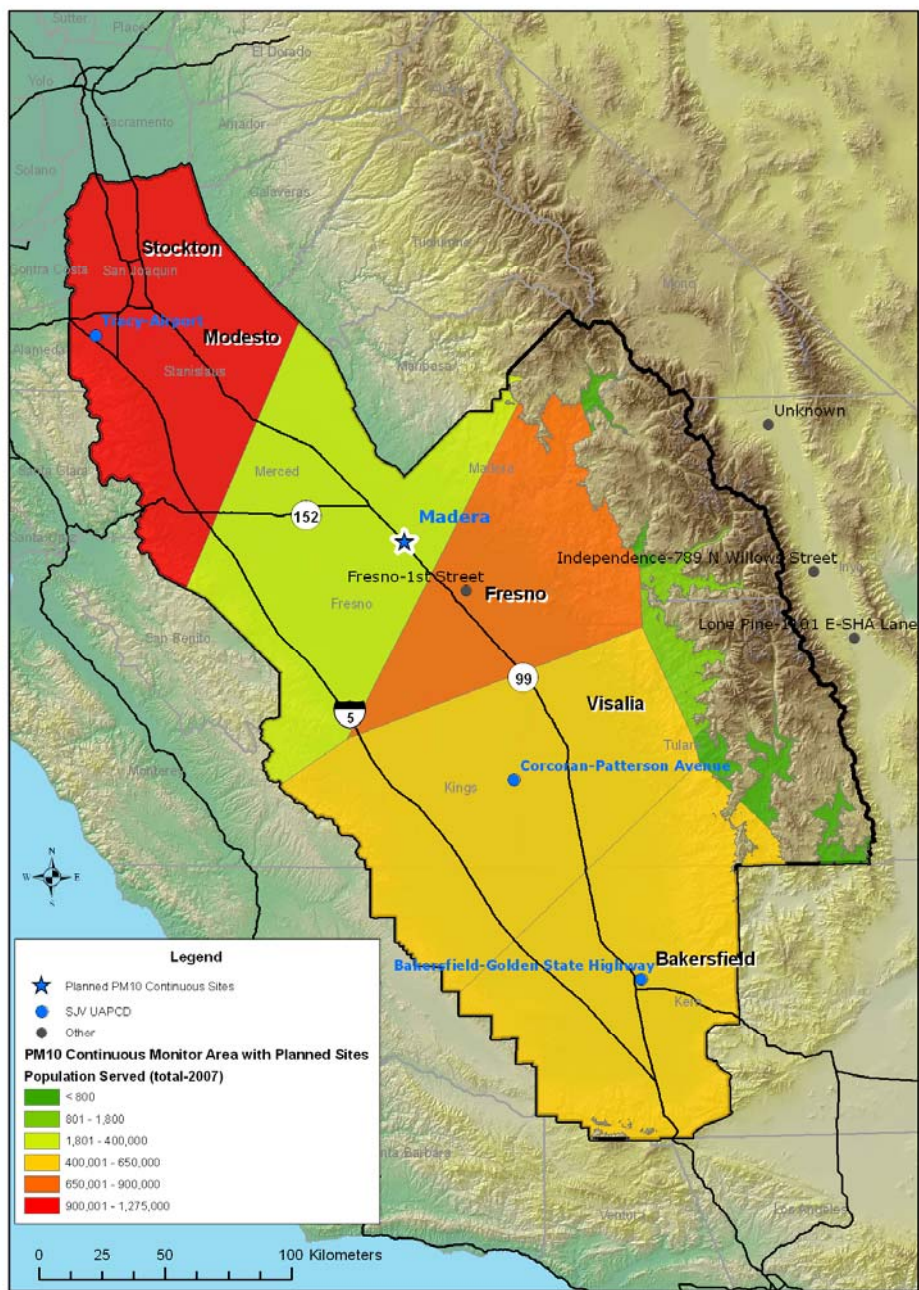 Sutter
Placer
El Dorado
Yolo
Sacramento
Amador
Solano
Calaveras
Stockton
Contra Costa
San Joaquin
Tuolumne
Mono
Tracy-Airport
Modesto
Alameda
Stanislaus
Mariposa
Unknown
Santa Clara
Merced
Madera
152
Madera
Independence-789 N Willows Street
Inyo
Fresno-1st Street
Fresno
Fresno
Lone Pine-1101 E-SHA Lane
San Benito
99
5
Visalia
Tulare
Corcoran-Patterson Avenue
Monterey
Kings
N
W
E
S
Bakersfield
Bakersfield-Golden State Highway
Kern
Legend
Planned PM10 Continuous Sites
SJV UAPCD
Other
PM10 Continuous Monitor Area with Planned Sites
Population Served (total-2007)
< 800
801 - 1,800
1,801 - 400,000
400,001 - 650,000
650,001 - 900,000
900,001 - 1,275,000
Santa Barbara
Ventura
Los Angeles
0 25 50 100 Kilometers